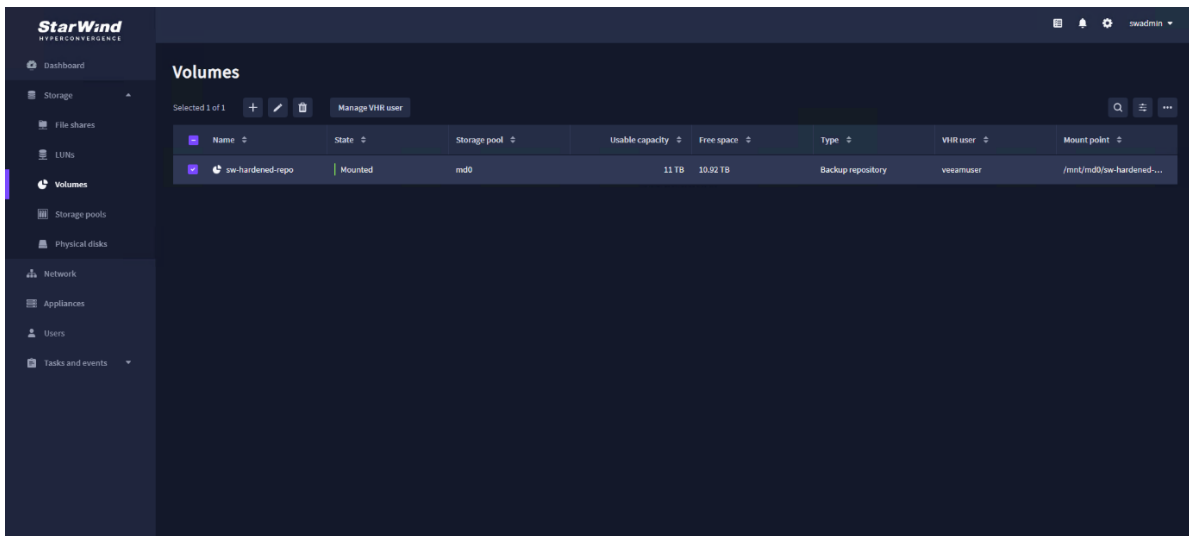 StarWind
HYPERCONVERGENCE
swadmin
Dashboard
Storage
File shares
LUNs
Volumes
Storage pools
Physical disks
Network
Appliances
Users
Tasks and events
Volumes
Selected 1 of 1 Manage VHR user
Name State Storage pool Usable capacity Free space Type VHR user Mount point
sw-hardened-repo Mounted md0 11 TB 10.92 TB Backup repository veeamuser /mnt/md0/sw-hardened-...